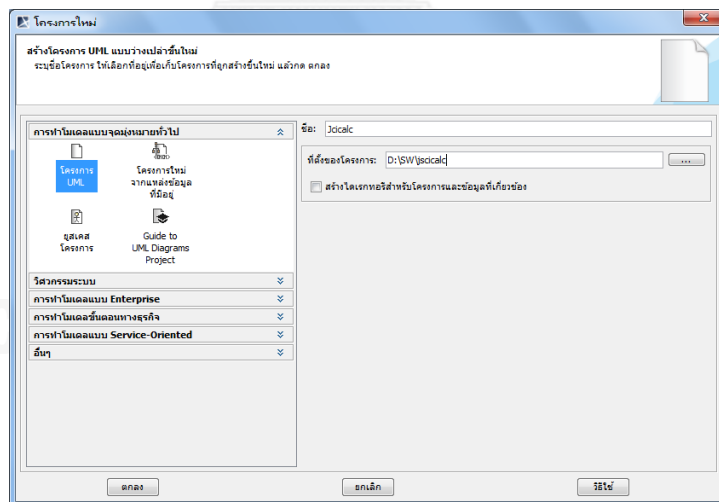 โครงการใหม่
สร้างโครงการ UML แบบว่างเปล่าขึ้นใหม่
ระบุชื่อโครงการ ให้เลือกที่อยู่เพื่อเก็บโครงการที่ถูกสร้างขึ้นใหม่ แล้วกด ตกลง
การทำโมเดลแบบจุดมุ่งหมายทั่วไป
โครงการ
UML
โครงการใหม่
จากแหล่งข้อมูล
ที่มีอยู่
ยูสเคส
โครงการ
Guide to
UML Diagrams
Project
วิศวกรรมระบบ
การทำโมเดลแบบ Enterprise
การทำโมเดลขั้นตอนทางธุรกิจ
การทำโมเดลแบบ Service-Oriented
อื่นๆ
ชื่อ: Jcicalc
ที่ตั้งของโครงการ: D:\SW\jscicalc ...
สร้างไดเรกทอรีสำหรับโครงการและข้อมูลที่เกี่ยวข้อง
ตกลง ยกเลิก วิธีใช้